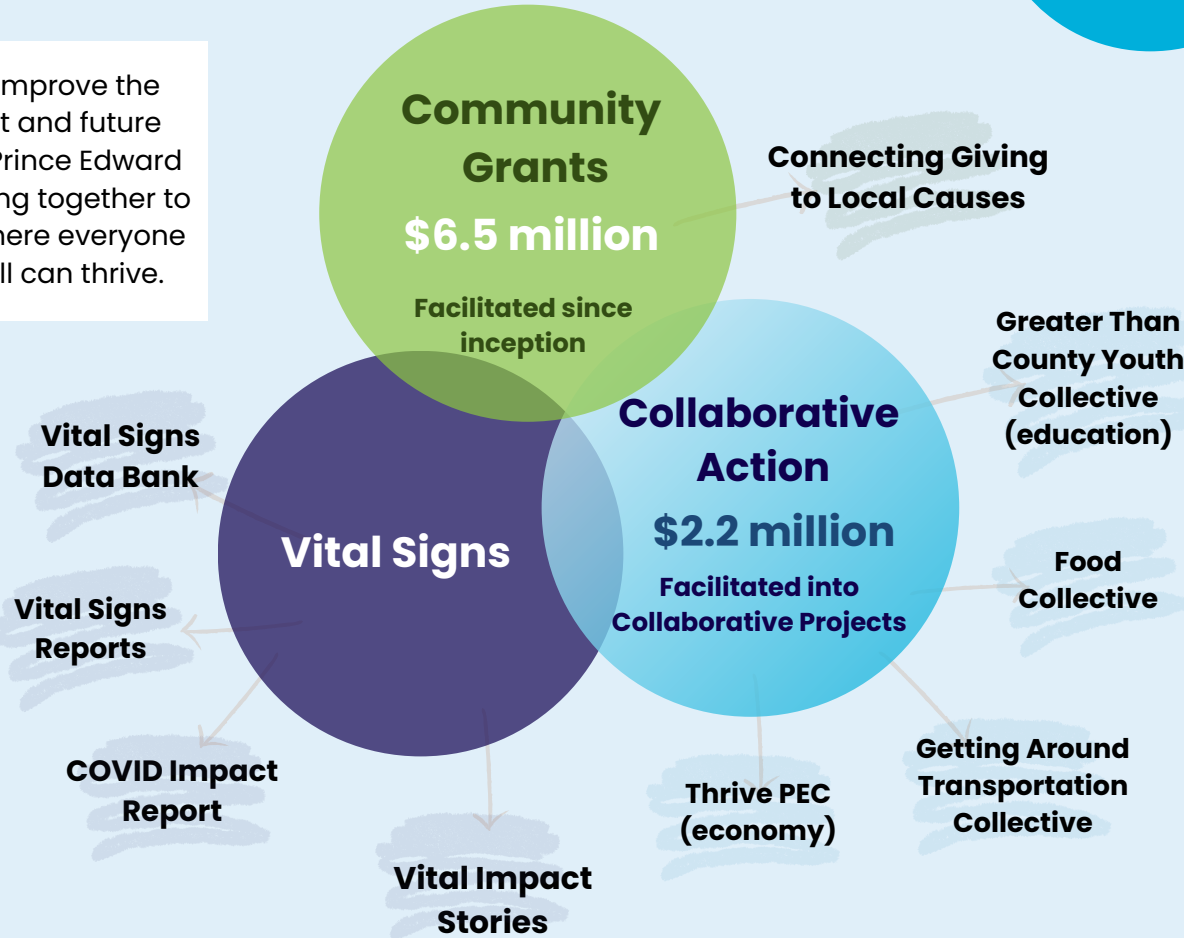 improve the
t and future
Prince Edward
ng together to
here everyone
ll can thrive.
Community
Grants
$6.5 million
Facilitated since
inception
Connecting Giving
to Local Causes
Collaborative
Action
$2.2 million
Facilitated into
Collaborative Projects
Greater Than
County Youth
Collective
(education)
Food
Collective
Getting Around
Transportation
Collective
Thrive PEC
(economy)
Vital Signs
Vital Signs
Data Bank
Vital Signs
Reports
COVID Impact
Report
Vital Impact
Stories